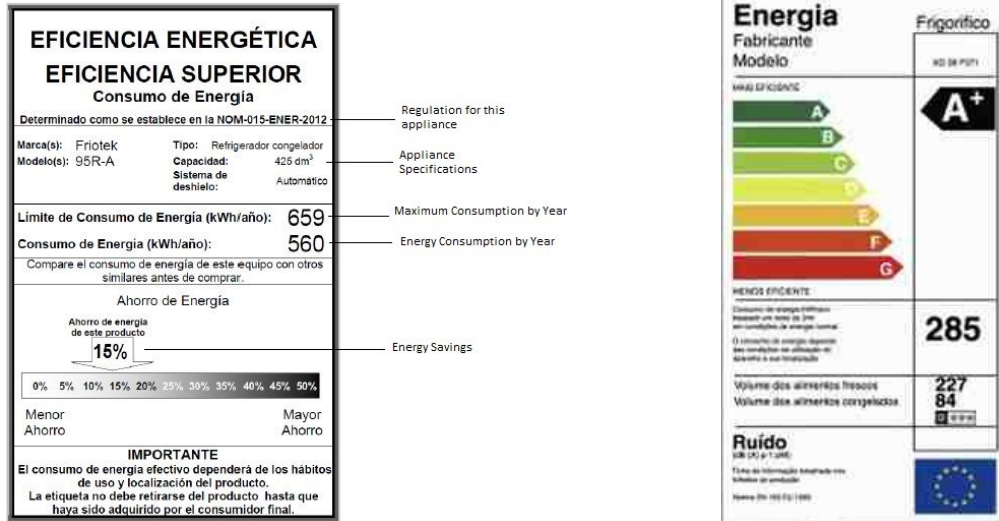 EFICIENCIA ENERGÉTICA
EFICIENCIA SUPERIOR
Consumo de Energía
Determinado como se establece en la NOM-015-ENER-2012
Marca(s): Friotek
Modelo(s): 95R-A
Tipo: Refrigerador congelador
Capacidad: 425 dm³
Sistema de deshielo: Automático
Límite de Consumo de Energía (kWh/año): 659
Consumo de Energía (kWh/año): 560
Compare el consumo de energía de este equipo con otros
similares antes de comprar.
Ahorro de Energía
Ahorro de energía
de este producto
15%
0% 5% 10% 15% 20% 25% 30% 35% 40% 45% 50%
Menor
Ahorro
Mayor
Ahorro
IMPORTANTE
El consumo de energía efectivo dependerá de los hábitos
de uso y localización del producto.
La etiqueta no debe retirarse del producto hasta que
haya sido adquirido por el consumidor final.
Regulation for this
appliance
Appliance
Specifications
Maximum Consumption by Year
Energy Consumption by Year
Energy Savings
Energia
Fabricante
Modelo
Frigorífico
MAIS EFICIENTE
A
B
C
D
E
F
G
A+
MENOS EFICIENTE
285
Volume dos alimentos frescos 227
Volume dos alimentos congelados 84
Ruído